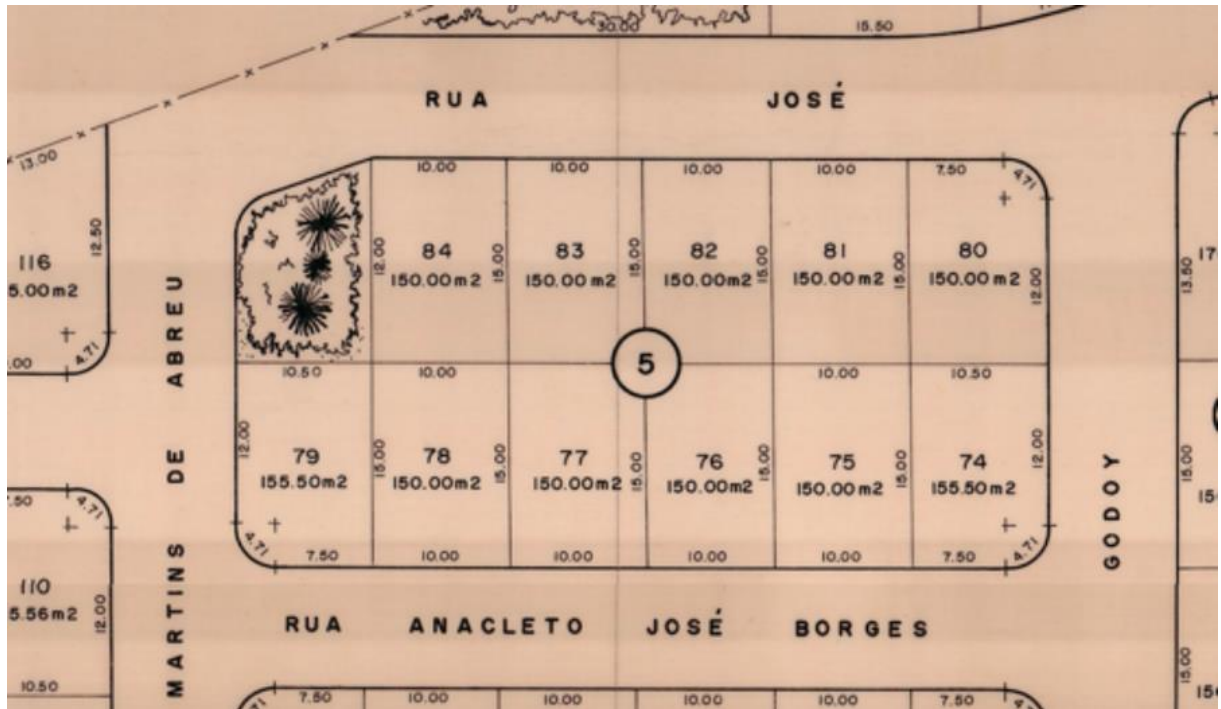 30.00
15.50
RUA JOSÉ
13.00
10.00 10.00 10.00 10.00 7.50 4.71
12.50
116
5.00m2
4.71
.00
84
150.00m2
83
150.00m2
82
150.00m2
81
150.00m2
80
150.00m2
12.00 15.00 15.00 15.00 15.00 12.00
13.50
17
MARTINS DE ABREU
10.50 10.00 5 10.00 10.50
79
155.50m2
78
150.00m2
77
150.00m2
76
150.00m2
75
150.00m2
74
155.50m2
12.00 15.00 15.00 15.00 15.00 15.00 12.00
4.71 7.50 10.00 10.00 10.00 10.00 7.50 4.71
GODOY
15.00
15
.50 4.71
110
5.56m2
12.00
10.50
RUA ANACLETO JOSÉ BORGES
7.50 10.00 10.00 10.00 10.00 7.50
15.00
15